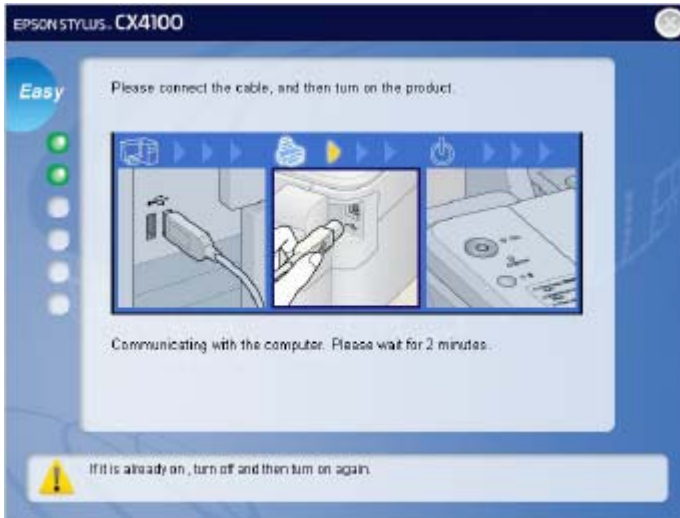 EPSON STYLUS CX4100
Easy
Please connect the cable, and then turn on the product.
Communicating with the computer. Please wait for 2 minutes.
If it is already on, turn off and then turn on again.